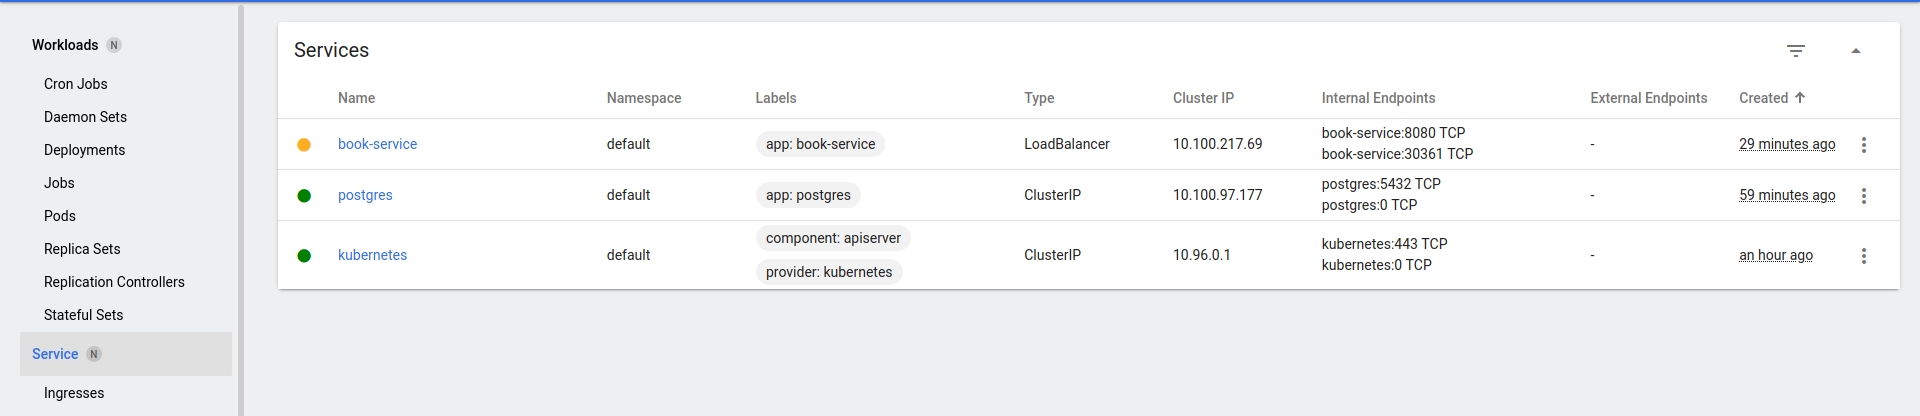 Workloads N
Cron Jobs
Daemon Sets
Deployments
Jobs
Pods
Replica Sets
Replication Controllers
Stateful Sets
Service N
Ingresses
Services
Name Namespace Labels Type Cluster IP Internal Endpoints External Endpoints Created
book-service default app: book-service LoadBalancer 10.100.217.69 book-service:8080 TCP - 29 minutes ago
book-service:30361 TCP
postgres default app: postgres ClusterIP 10.100.97.177 postgres:5432 TCP - 59 minutes ago
postgres:0 TCP
kubernetes default component: apiserver ClusterIP 10.96.0.1 kubernetes:443 TCP - an hour ago
provider: kubernetes kubernetes:0 TCP